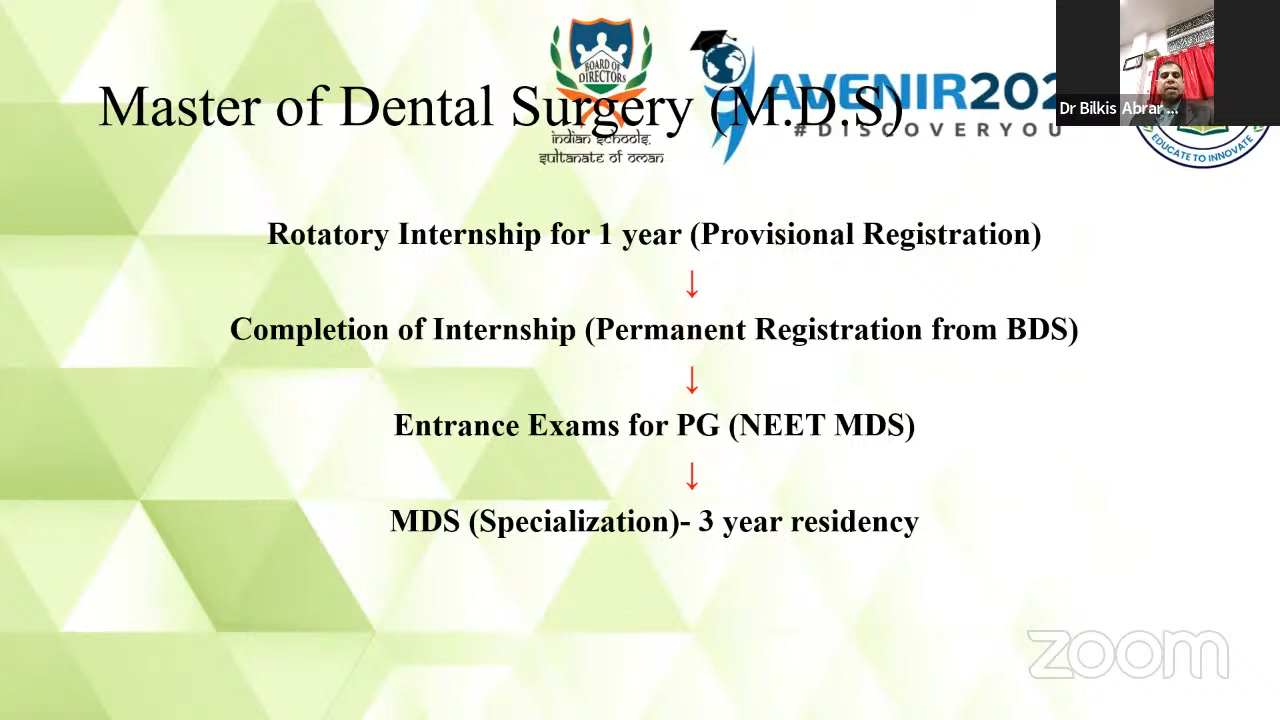 BOARD OF
DIRECTORS
indian schools,
sultanate of oman
AVENIR202
#DISCOVERYOU
Dr Bilkis Abrar ...
EDUCATE TO INNOVATE
Master of Dental Surgery (M.D.S)
Rotatory Internship for 1 year (Provisional Registration)
↓
Completion of Internship (Permanent Registration from BDS)
↓
Entrance Exams for PG (NEET MDS)
↓
MDS (Specialization)- 3 year residency
zoom